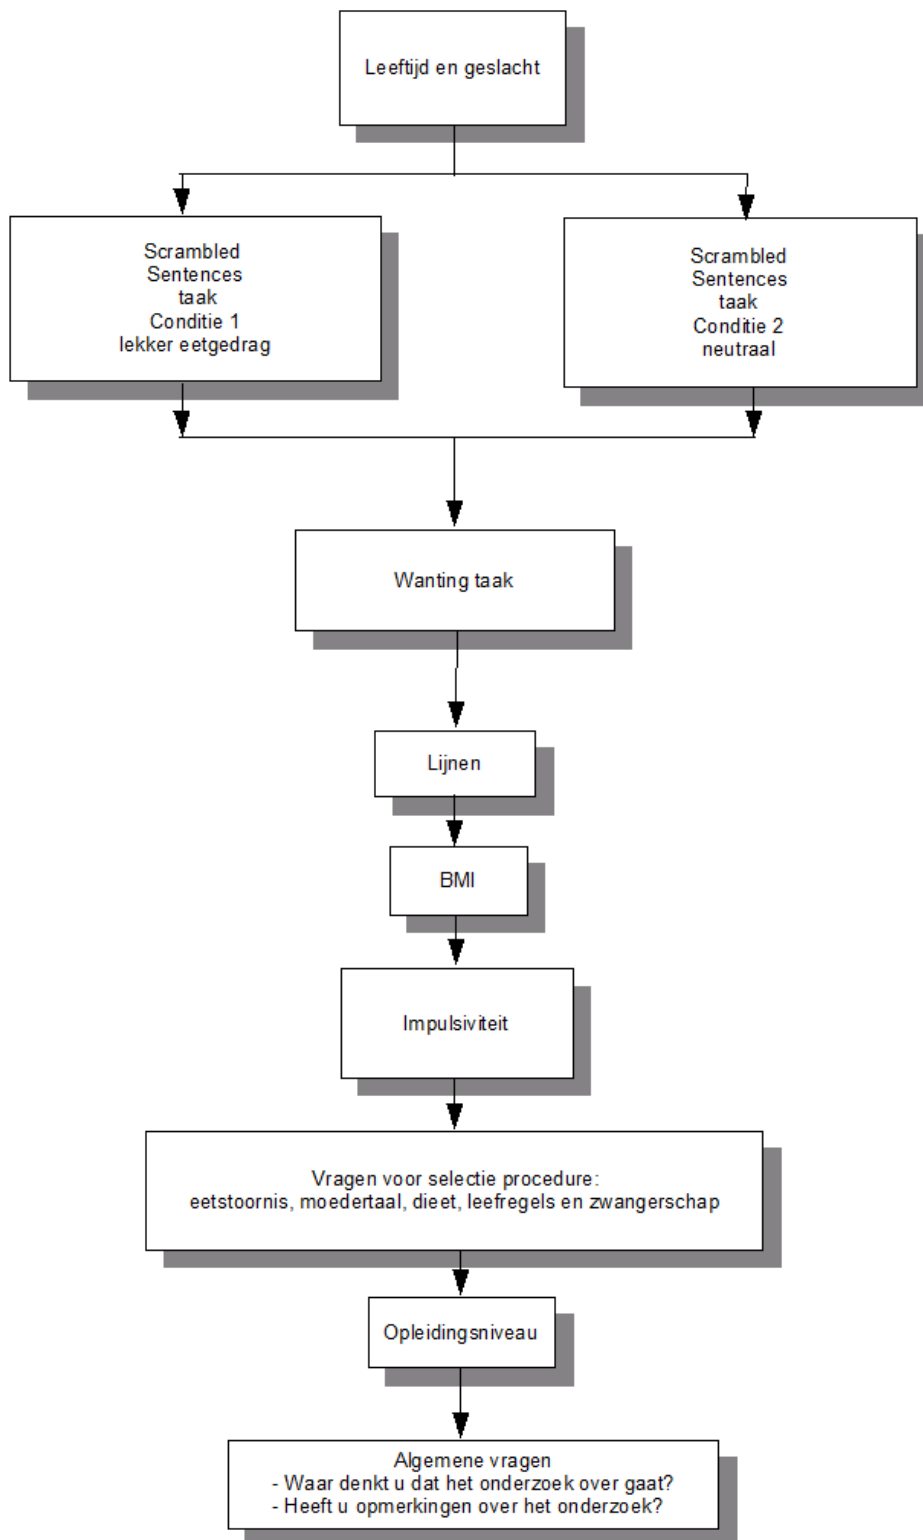 Leeftijd en geslacht
Scrambled
Sentences
taak
Conditie 1
lekker eetgedrag
Scrambled
Sentences
taak
Conditie 2
neutraal
Wanting taak
Lijnen
BMI
Impulsiviteit
Vragen voor selectie procedure:
eetstoornis, moedertaal, dieet, leefregels en zwangerschap
Opleidingsniveau
Algemene vragen
- Waar denkt u dat het onderzoek over gaat?
- Heeft u opmerkingen over het onderzoek?